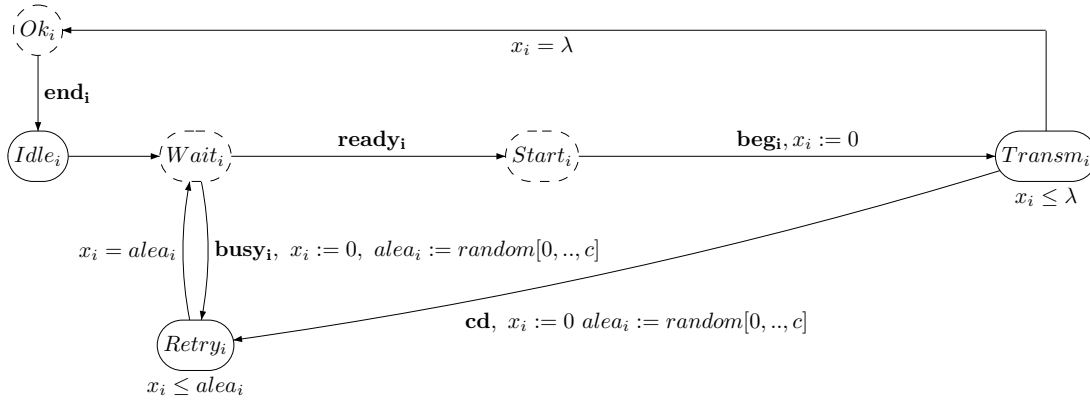 Ok_i
x_i = λ
end_i
Idle_i
Wait_i
ready_i
Start_i
beg_i, x_i := 0
Transm_i
x_i ≤ λ
x_i = alea_i
busy_i, x_i := 0, alea_i := random[0, .., c]
cd, x_i := 0 alea_i := random[0, .., c]
Retry_i
x_i ≤ alea_i